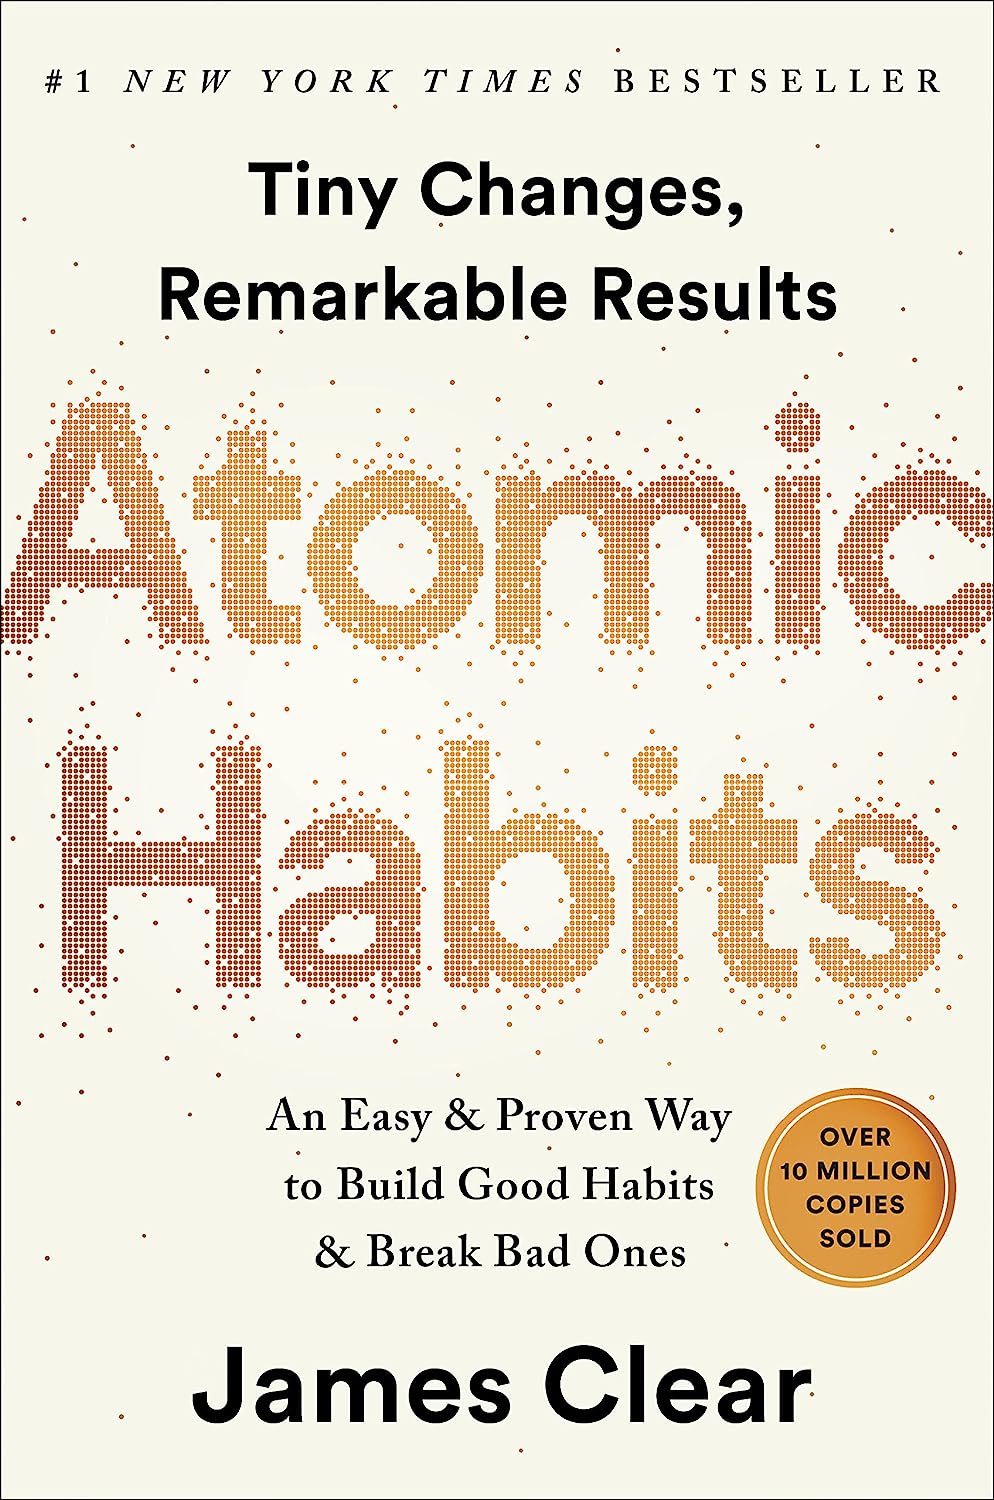 #1 NEW YORK TIMES BESTSELLER
Tiny Changes,
Remarkable Results
Atomic
Habits
An Easy & Proven Way
to Build Good Habits
& Break Bad Ones
OVER
10 MILLION
COPIES
SOLD
James Clear